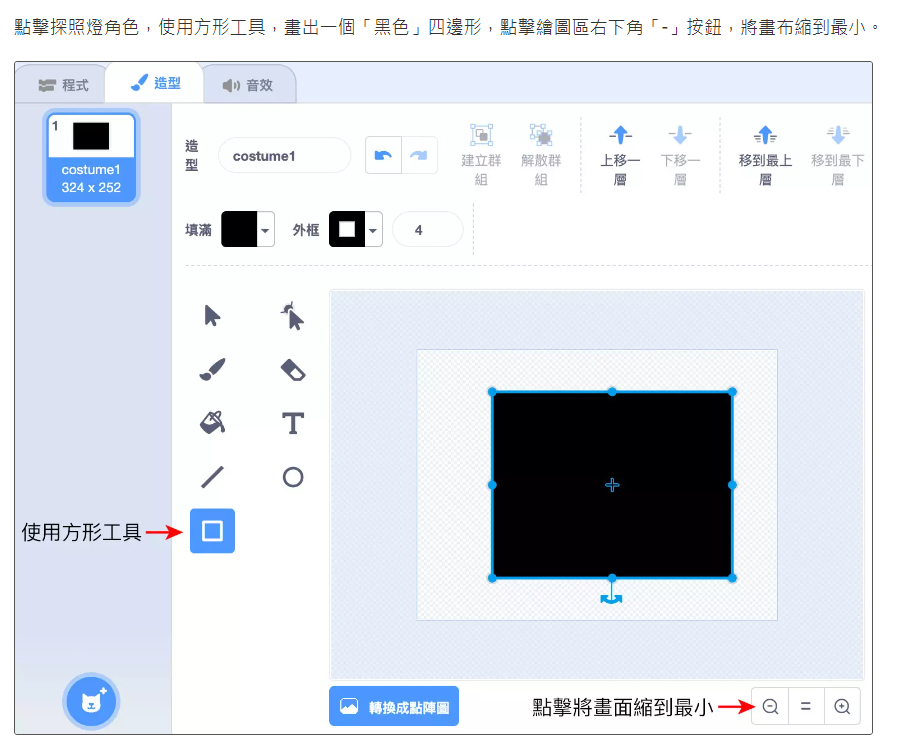 點擊探照燈角色，使用方形工具，畫出一個「黑色」四邊形，點擊繪圖區右下角「-」按鈕，將畫布縮到最小。
程式
造型
音效
1
costume1
324 x 252
造
型
costume1
建立群
組
解散群
組
上移一
層
下移一
層
移到最上
層
移到最下
層
填滿
外框
4
使用方形工具
轉換成點陣圖
點擊將畫面縮到最小